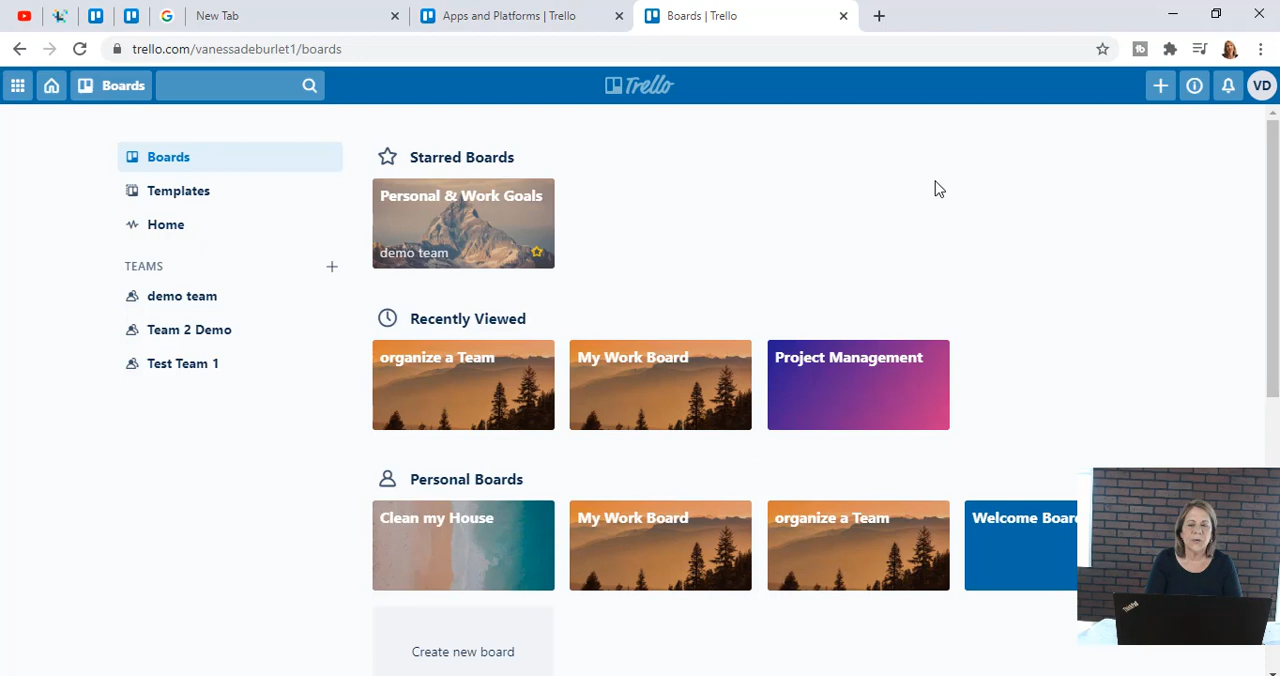 New Tab
Apps and Platforms | Trello
Boards | Trello
trello.com/vanessadeburlet1/boards
Boards
Trello
VD
Boards
Templates
Home
TEAMS
demo team
Team 2 Demo
Test Team 1
Starred Boards
Personal & Work Goals
demo team
Recently Viewed
organize a Team
My Work Board
Project Management
Personal Boards
Clean my House
My Work Board
organize a Team
Welcome Boar
Create new board
ThinkPad